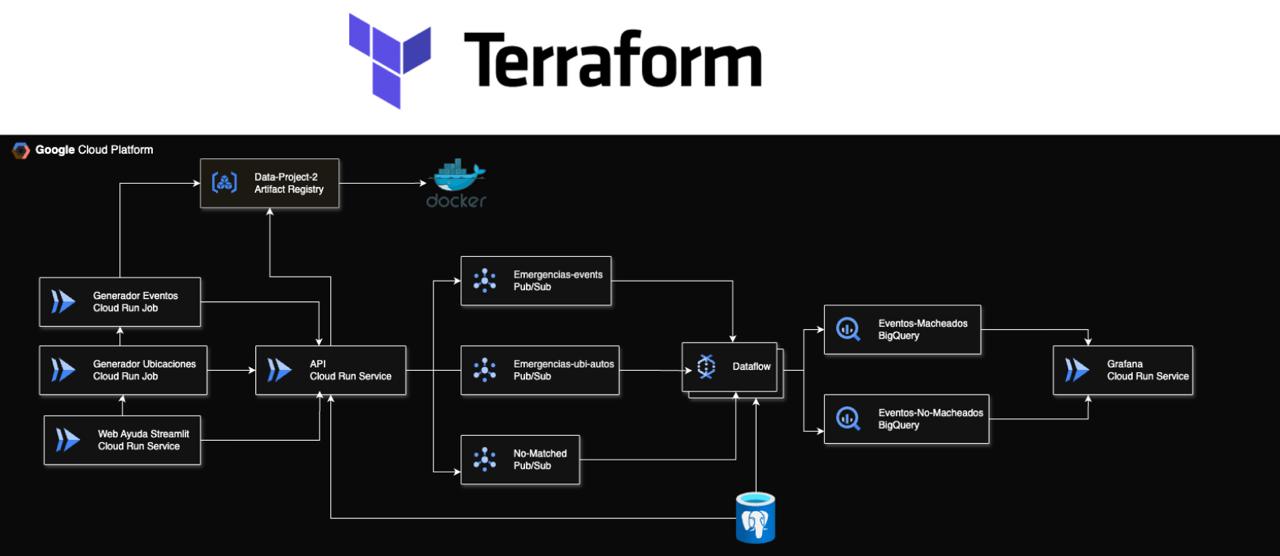 Terraform
Google Cloud Platform
Data-Project-2
Artifact Registry
docker
Generador Eventos
Cloud Run Job
Generador Ubicaciones
Cloud Run Job
Web Ayuda Streamlit
Cloud Run Service
API
Cloud Run Service
Emergencias-events
Pub/Sub
Emergencias-ubi-autos
Pub/Sub
No-Matched
Pub/Sub
Dataflow
Eventos-Macheados
BigQuery
Eventos-No-Macheados
BigQuery
Grafana
Cloud Run Service